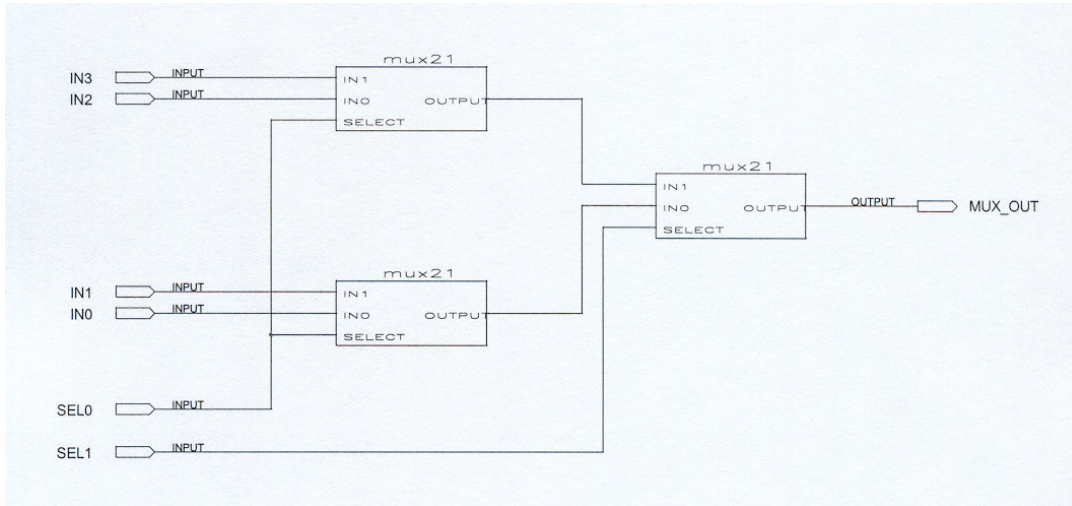 mux21
IN3 INPUT IN1
IN2 INPUT IN0 OUTPUT
SELECT
mux21
IN1
IN0 OUTPUT OUTPUT MUX_OUT
SELECT
mux21
IN1 INPUT IN1
IN0 INPUT IN0 OUTPUT
SELECT
SEL0 INPUT
SEL1 INPUT